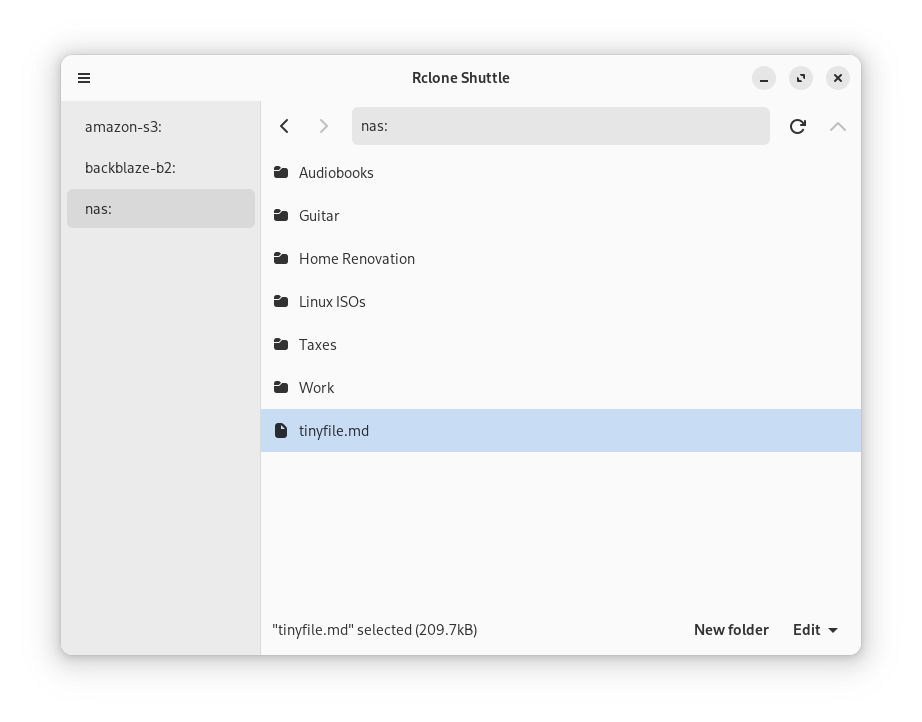 Rclone Shuttle
amazon-s3:
backblaze-b2:
nas:
nas:
Audiobooks
Guitar
Home Renovation
Linux ISOs
Taxes
Work
tinyfile.md
"tinyfile.md" selected (209.7kB)
New folder
Edit